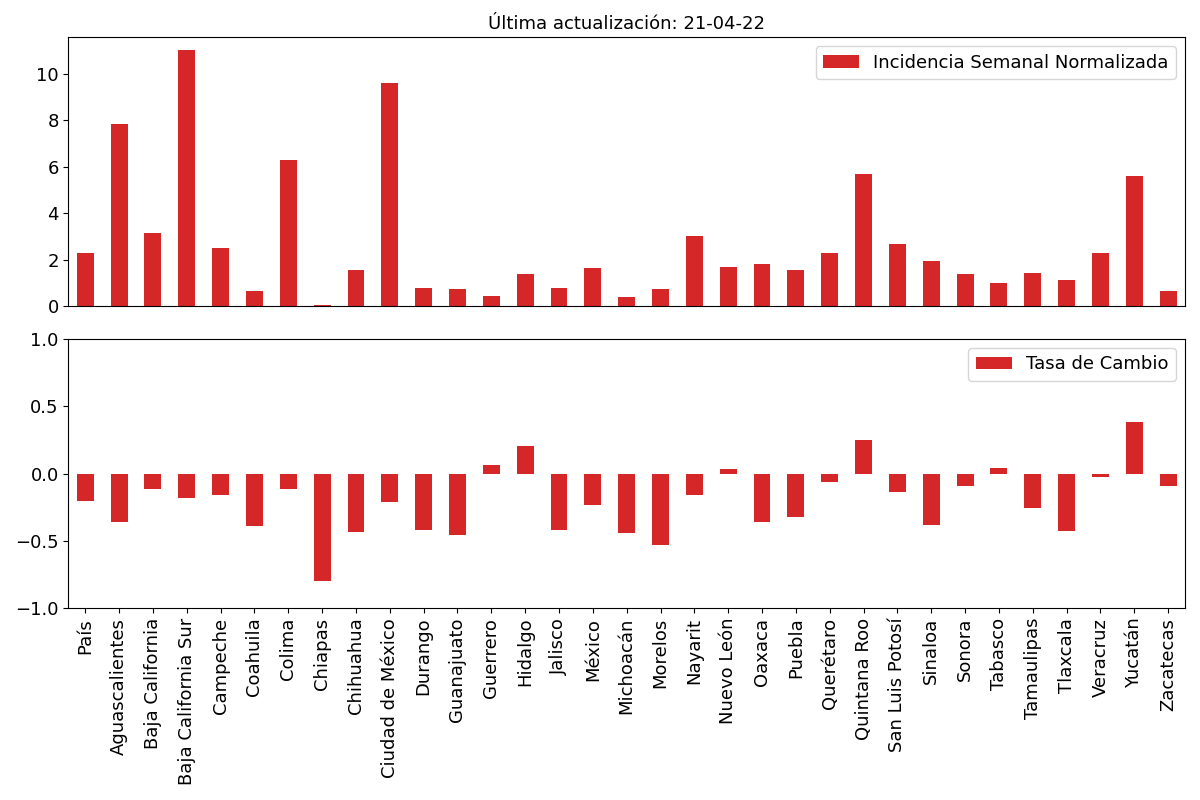 Última actualización: 21-04-22
Incidencia Semanal Normalizada
10
8
6
4
2
0
Tasa de Cambio
1.0
0.5
0.0
−0.5
−1.0
País
Aguascalientes
Baja California
Baja California Sur
Campeche
Coahuila
Colima
Chiapas
Chihuahua
Ciudad de México
Durango
Guanajuato
Guerrero
Hidalgo
Jalisco
México
Michoacán
Morelos
Nayarit
Nuevo León
Oaxaca
Puebla
Querétaro
Quintana Roo
San Luis Potosí
Sinaloa
Sonora
Tabasco
Tamaulipas
Tlaxcala
Veracruz
Yucatán
Zacatecas